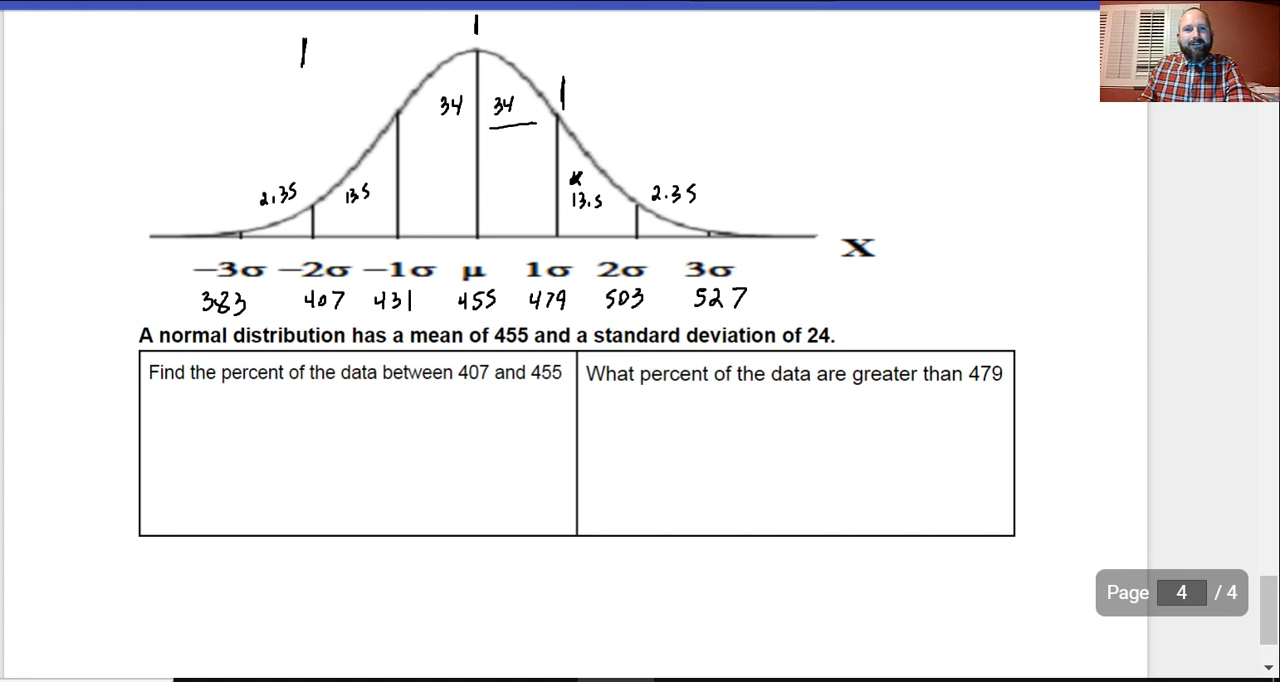 34 34
2.35 13.5 13.5 2.35
X
−3σ −2σ −1σ μ 1σ 2σ 3σ
383 407 431 455 479 503 527
A normal distribution has a mean of 455 and a standard deviation of 24.
Find the percent of the data between 407 and 455
What percent of the data are greater than 479
Page 4 / 4